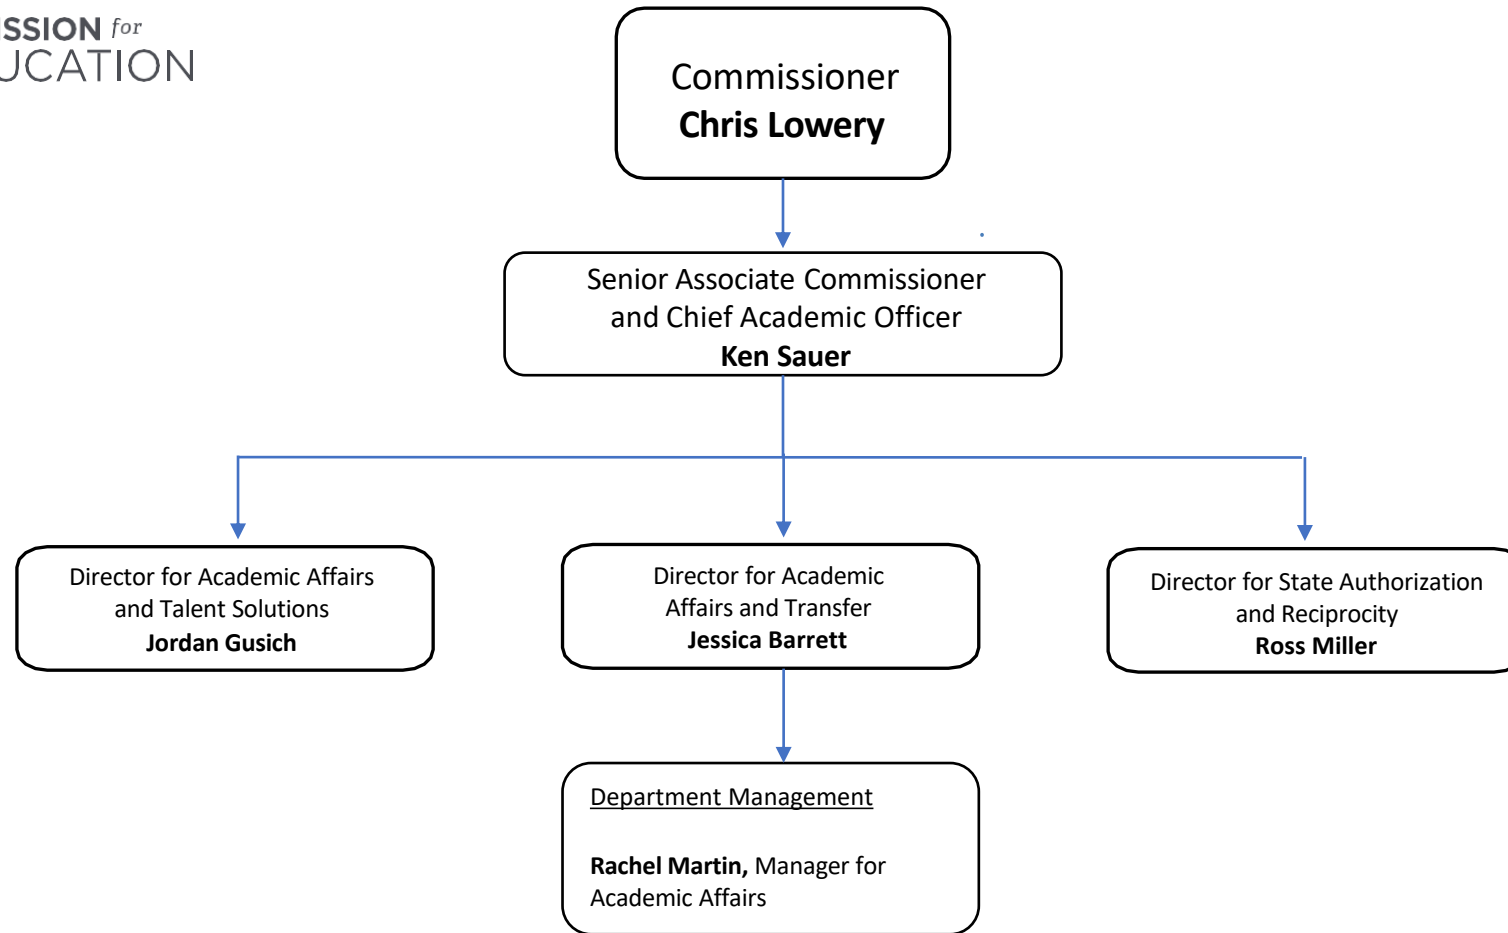 SSION for
UCATION
Commissioner
Chris Lowery
Senior Associate Commissioner
and Chief Academic Officer
Ken Sauer
Director for Academic Affairs
and Talent Solutions
Jordan Gusich
Director for Academic
Affairs and Transfer
Jessica Barrett
Director for State Authorization
and Reciprocity
Ross Miller
Department Management
Rachel Martin, Manager for
Academic Affairs